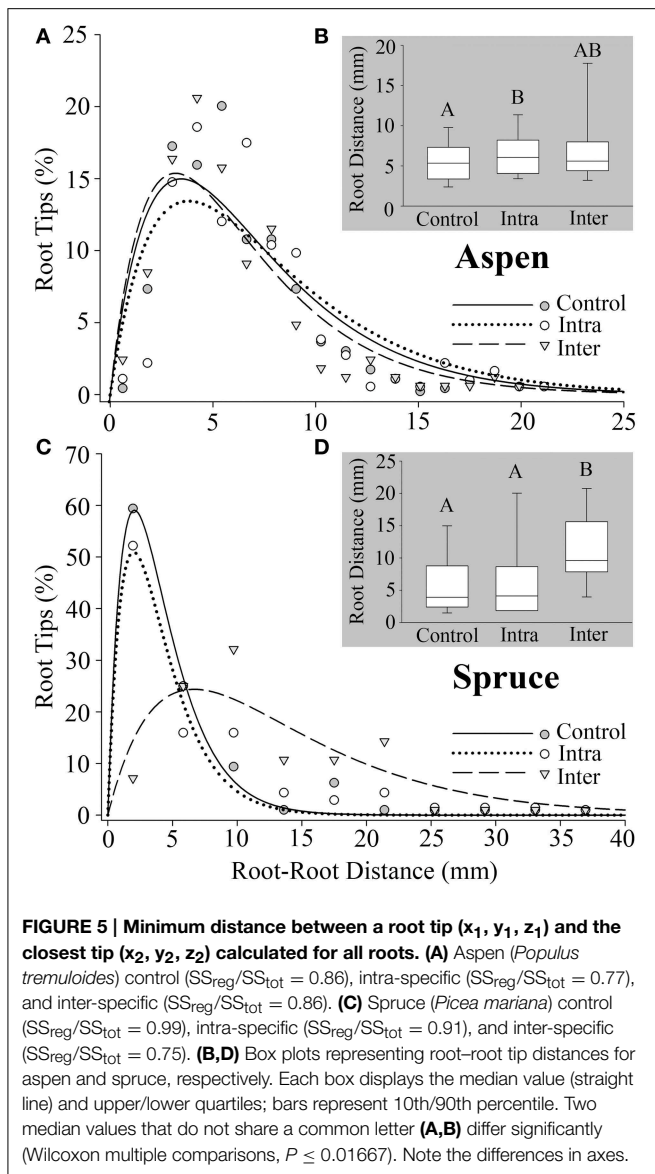 A
25
20
15
10
5
0
Root Tips (%)
0 5 10 15 20 25
B
20
15
10
5
0
Root Distance (mm)
A B AB
Control Intra Inter
Aspen
Control
Intra
Inter
C
70
60
50
40
30
20
10
0
Root Tips (%)
0 5 10 15 20 25 30 35 40
Root-Root Distance (mm)
D
25
20
15
10
5
0
Root Distance (mm)
A A B
Control Intra Inter
Spruce
Control
Intra
Inter
FIGURE 5 | Minimum distance between a root tip (x₁, y₁, z₁) and the
closest tip (x₂, y₂, z₂) calculated for all roots. (A) Aspen (Populus
tremuloides) control (SSreg/SStot = 0.86), intra-specific (SSreg/SStot = 0.77),
and inter-specific (SSreg/SStot = 0.86). (C) Spruce (Picea mariana) control
(SSreg/SStot = 0.99), intra-specific (SSreg/SStot = 0.91), and inter-specific
(SSreg/SStot = 0.75). (B,D) Box plots representing root–root tip distances for
aspen and spruce, respectively. Each box displays the median value (straight
line) and upper/lower quartiles; bars represent 10th/90th percentile. Two
median values that do not share a common letter (A,B) differ significantly
(Wilcoxon multiple comparisons, P ≤ 0.01667). Note the differences in axes.